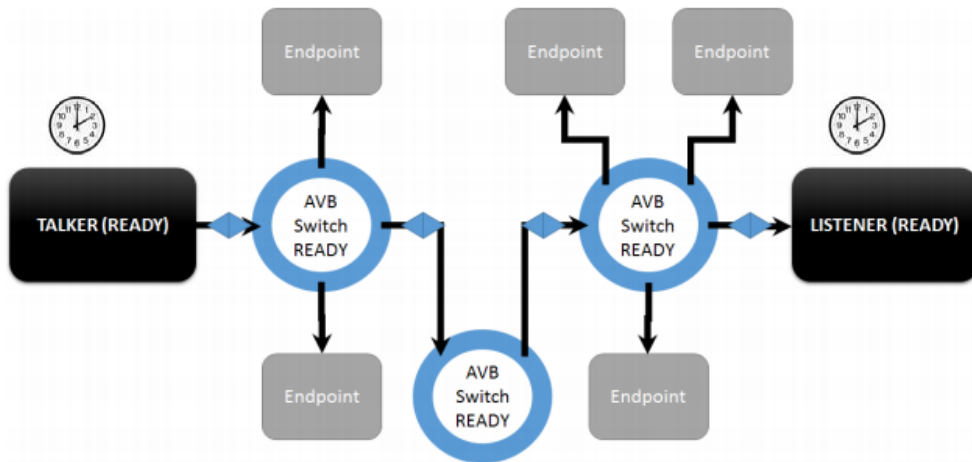 Endpoint
Endpoint
Endpoint
TALKER (READY)
AVB
Switch
READY
AVB
Switch
READY
LISTENER (READY)
Endpoint
AVB
Switch
READY
Endpoint